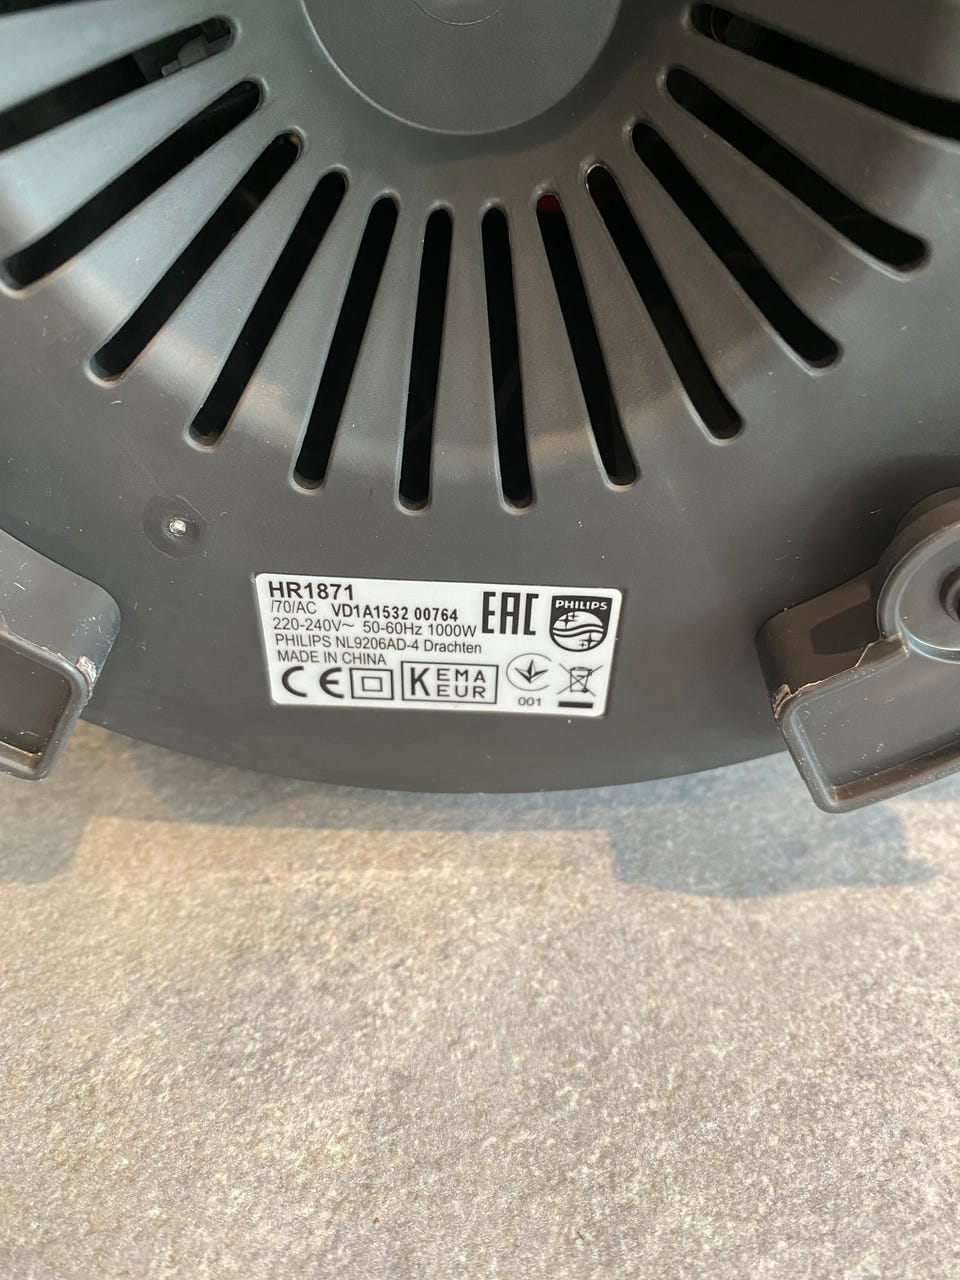 HR1871
/70/AC VD1A1532 00764
220-240V~ 50-60Hz 1000W
PHILIPS NL9206AD-4 Drachten
MADE IN CHINA
EAC
PHILIPS
CE
KEMA
EUR
001